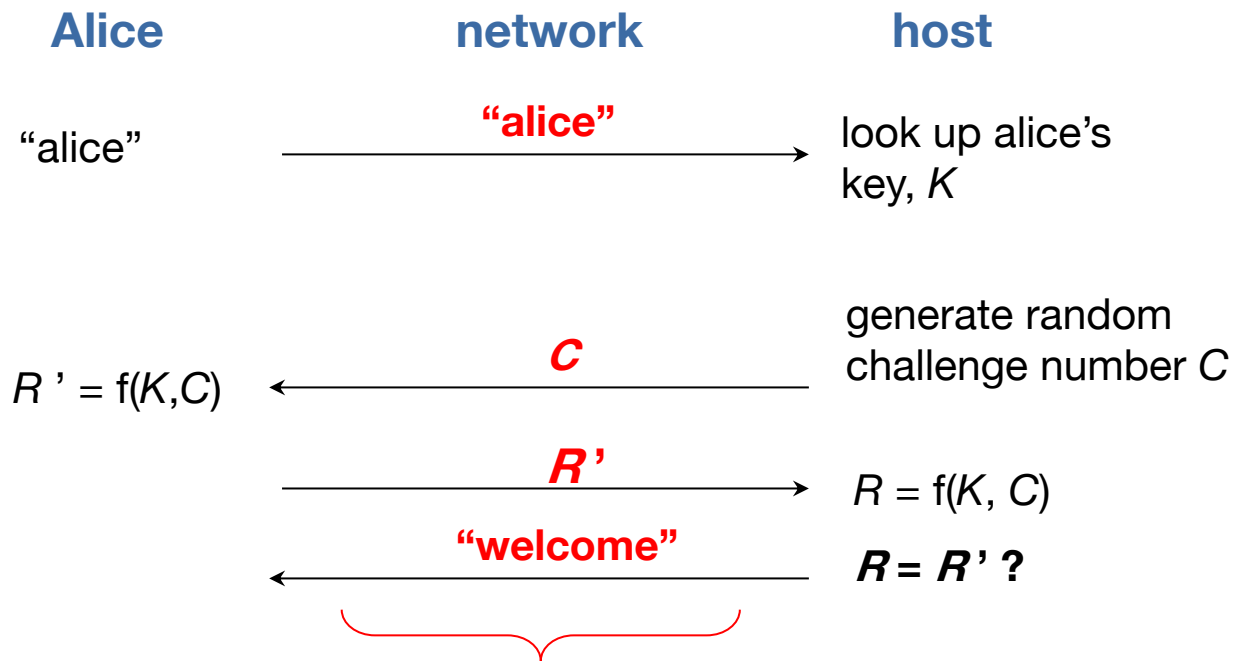 Alice network host
“alice” “alice” look up alice’s
key, K
generate random
C challenge number C
R ’ = f(K,C)
R ’ R = f(K, C)
“welcome” R = R ’ ?